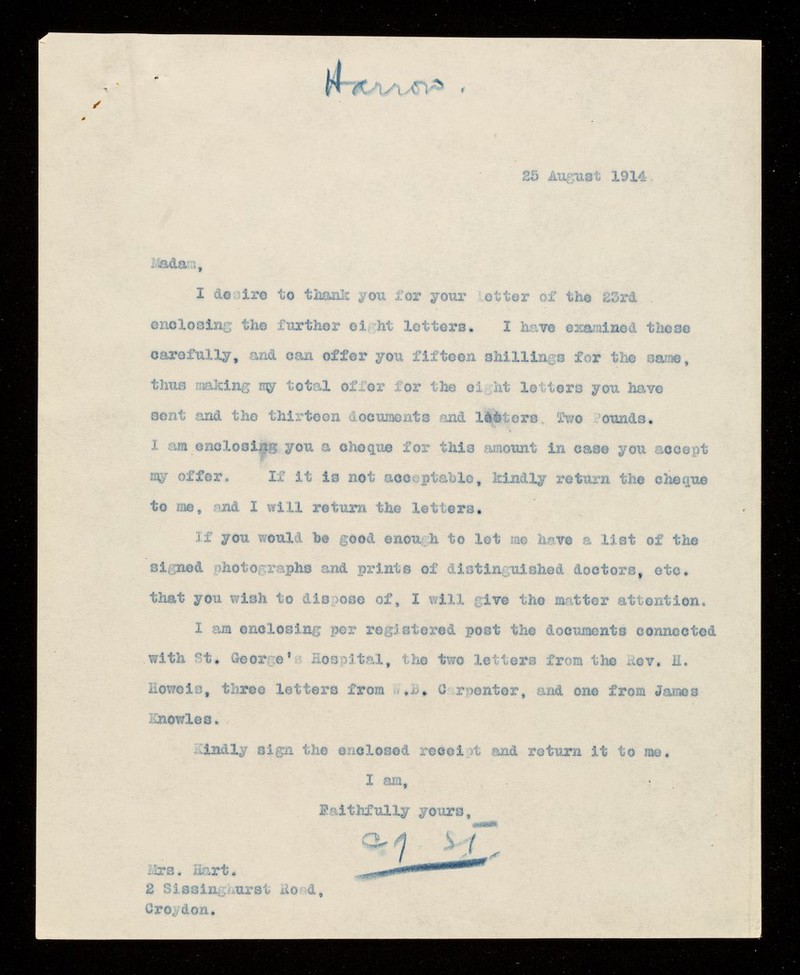 Harrow.
25 August 1914.
Madam,
I desire to thank you for your letter of the 23rd
enclosing the further eight letters. I have examined these
carefully, and can offer you fifteen shillings for the same,
thus making my total offer for the eight letters you have
sent and the thirteen documents and letters. Two Pounds.
I am enclosing you a cheque for this amount in case you accept
my offer. If it is not acceptable, kindly return the cheque
to me, and I will return the letters.
If you would be good enough to let me have a list of the
signed photographs and prints of distinguished doctors, etc.
that you wish to dispose of, I will give the matter attention.
I am enclosing per registered post the documents connected
with St. George's Hospital, the two letters from the Rev. H.
Howeis, three letters from W.B. Carpenter, and one from James
Knowles.
Kindly sign the enclosed receipt and return it to me.
I am,
Faithfully yours,
Mrs. Hart.
2 Sissinghurst Road,
Croydon.